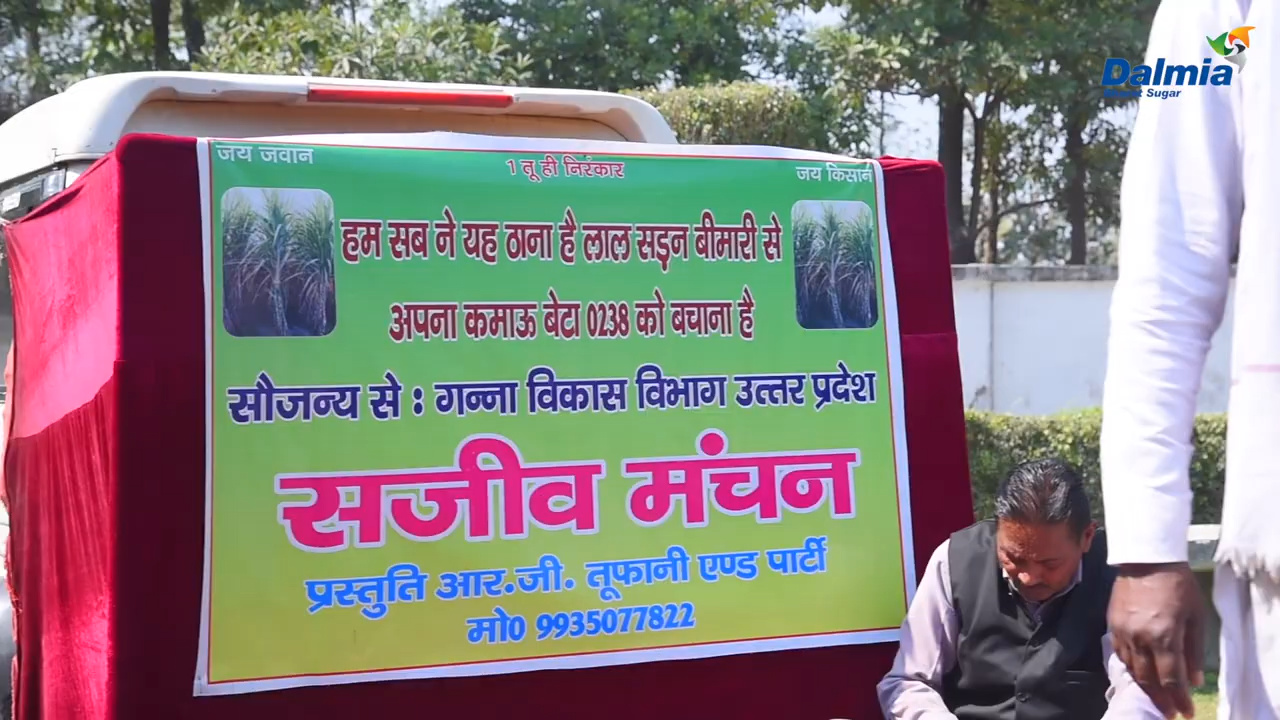 Dalmia
Bharat Sugar
जय जवान
1 तू ही निरंकार
जय किसान
हम सब ने यह ठाना है लाल सड़न बीमारी से
अपना कमाऊ बेटा 0238 को बचाना है
सौजन्य से : गन्ना विकास विभाग उत्तर प्रदेश
सजीव मंचन
प्रस्तुति आर.जी. तूफानी एण्ड पार्टी
मो0 9935077822